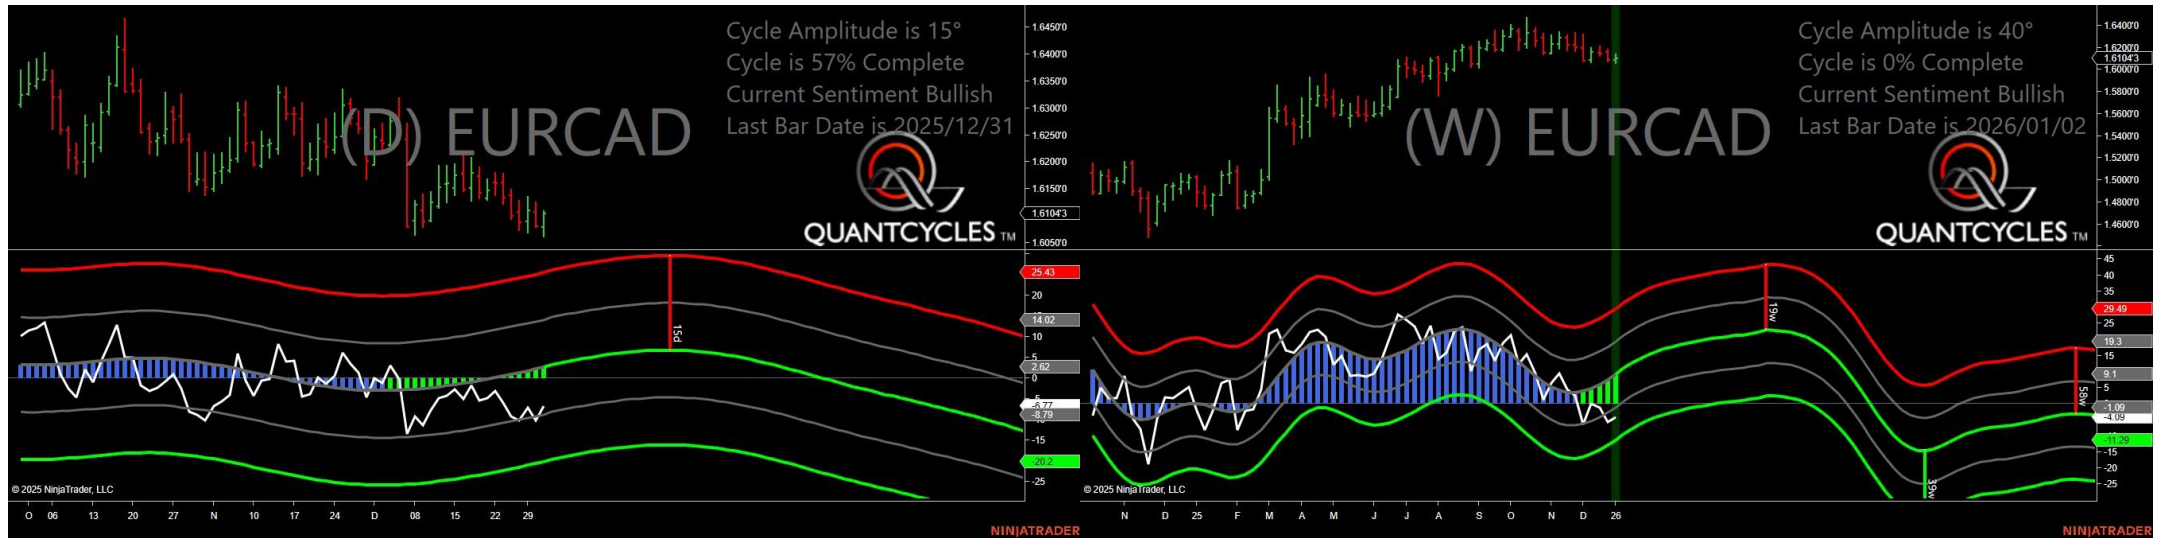 Cycle Amplitude is 15°
Cycle is 57% Complete
Current Sentiment Bullish
Last Bar Date is 2025/12/31
(D) EURCAD
QUANTCYCLES TM
1.6450'0
1.6400'0
1.6350'0
1.6300'0
1.6250'0
1.6200'0
1.6150'0
1.6104'3
1.6050'0
25.43
20
14.02
10
5
2.62
0
-6.77
-8.79
-15
-20.2
-25
15d
© 2025 NinjaTrader, LLC
O 06 13 20 27 N 10 17 24 D 08 15 22 29
NINJATRADER
Cycle Amplitude is 40°
Cycle is 0% Complete
Current Sentiment Bullish
Last Bar Date is 2026/01/02
(W) EURCAD
QUANTCYCLES TM
1.6400'0
1.6200'0
1.6104'3
1.6000'0
1.5800'0
1.5600'0
1.5400'0
1.5200'0
1.5000'0
1.4800'0
1.4600'0
45
40
35
29.49
25
19.3
15
9.1
5
-1.09
-4.09
-11.29
-15
-20
-25
19w
39w
58w
© 2025 NinjaTrader, LLC
N D 25 F M A M J J A S O N D 26
NINJATRADER